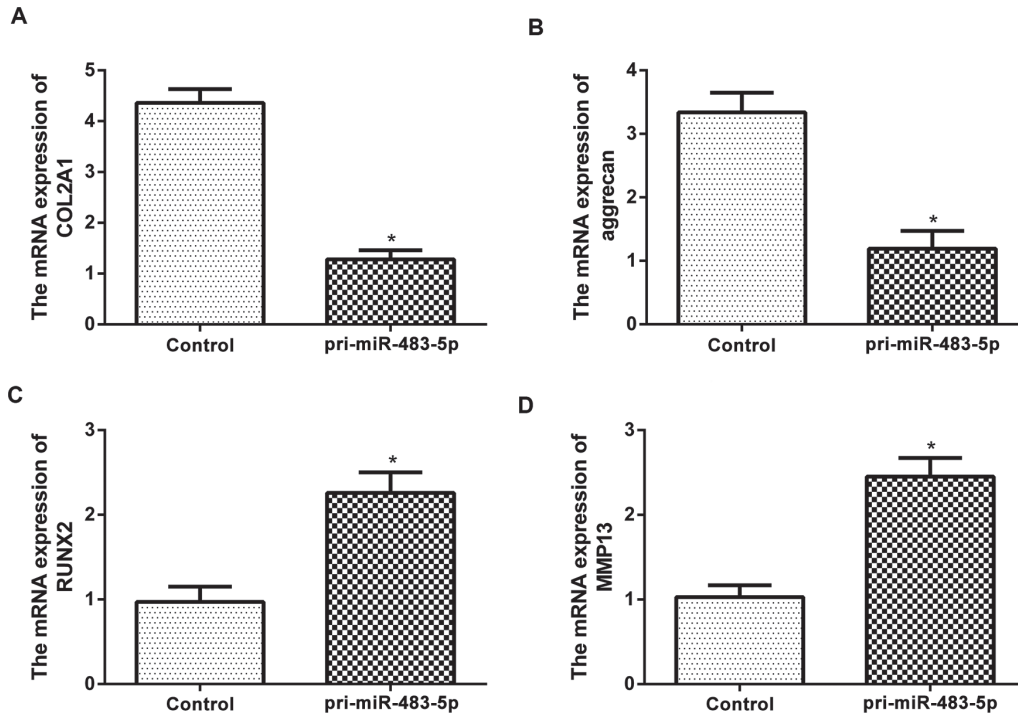 A
The mRNA expression of
COL2A1
5
4
3
2
1
0
*
Control
pri-miR-483-5p
B
The mRNA expression of
aggrecan
4
3
2
1
0
*
Control
pri-miR-483-5p
C
The mRNA expression of
RUNX2
3
2
1
0
*
Control
pri-miR-483-5p
D
The mRNA expression of
MMP13
3
2
1
0
*
Control
pri-miR-483-5p